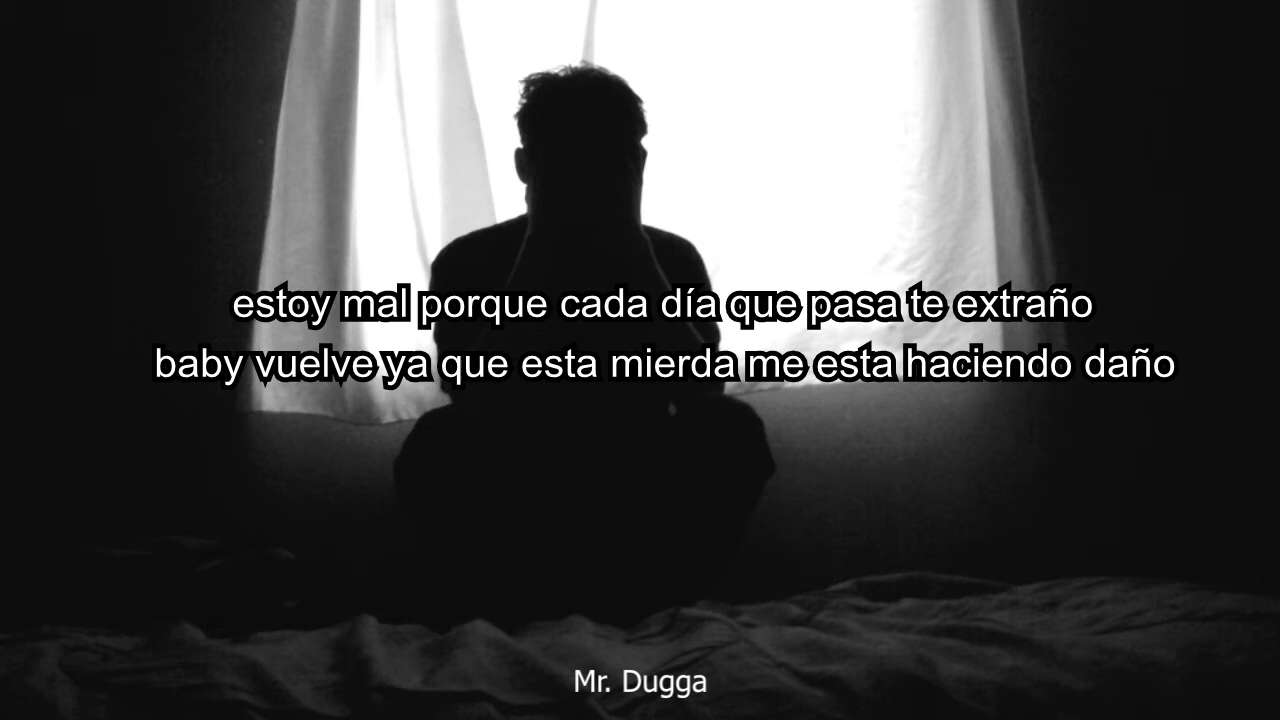 estoy mal porque cada día que pasa te extraño
baby vuelve ya que esta mierda me esta haciendo daño
Mr. Dugga